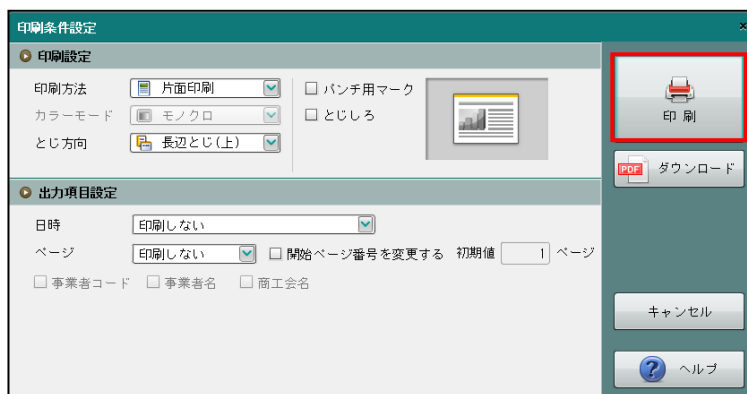 印刷条件設定
印刷設定
印刷方法 片面印刷 パンチ用マーク
カラーモード モノクロ とじしろ
とじ方向 長辺とじ(上)
印 刷
PDF ダウンロード
出力項目設定
日時 印刷しない
ページ 印刷しない 開始ページ番号を変更する 初期値 1 ページ
事業者コード 事業者名 商工会名
キャンセル
ヘルプ